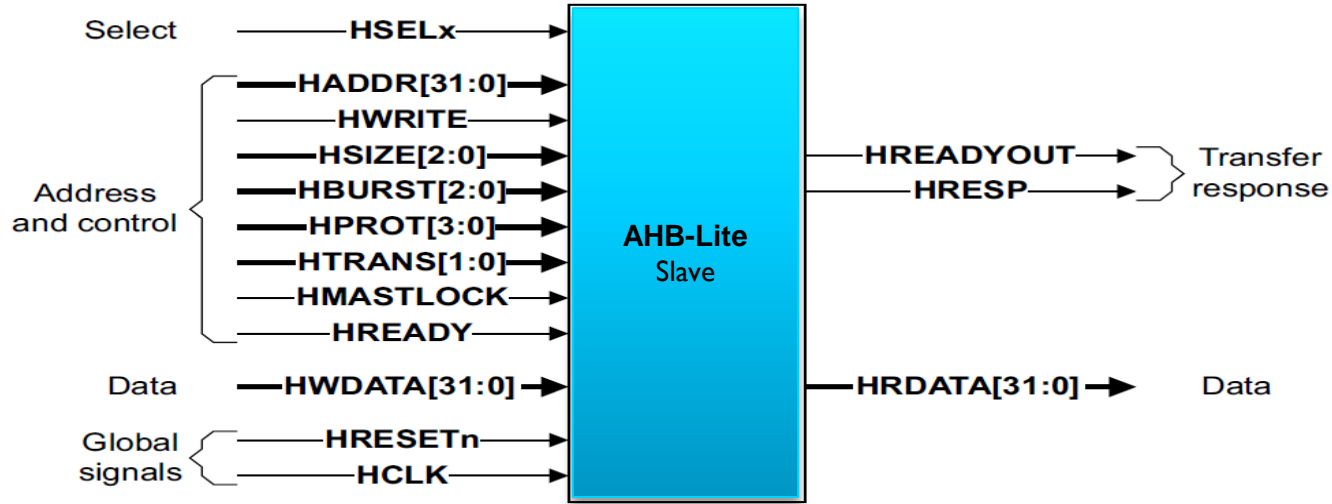 Select
HSELx
Address
and control
HADDR[31:0]
HWRITE
HSIZE[2:0]
HBURST[2:0]
HPROT[3:0]
HTRANS[1:0]
HMASTLOCK
HREADY
Data
HWDATA[31:0]
Global
signals
HRESETn
HCLK
AHB-Lite
Slave
HREADYOUT
HRESP
Transfer
response
HRDATA[31:0]
Data